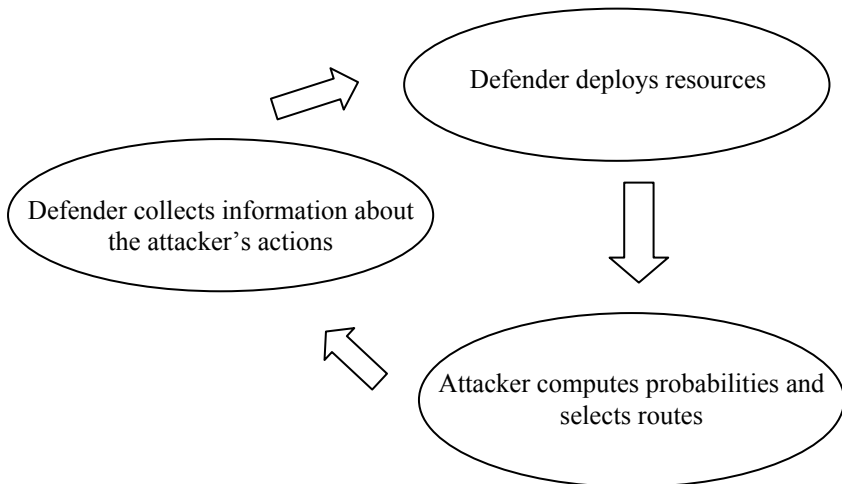 Defender deploys resources
Defender collects information about
the attacker’s actions
Attacker computes probabilities and
selects routes